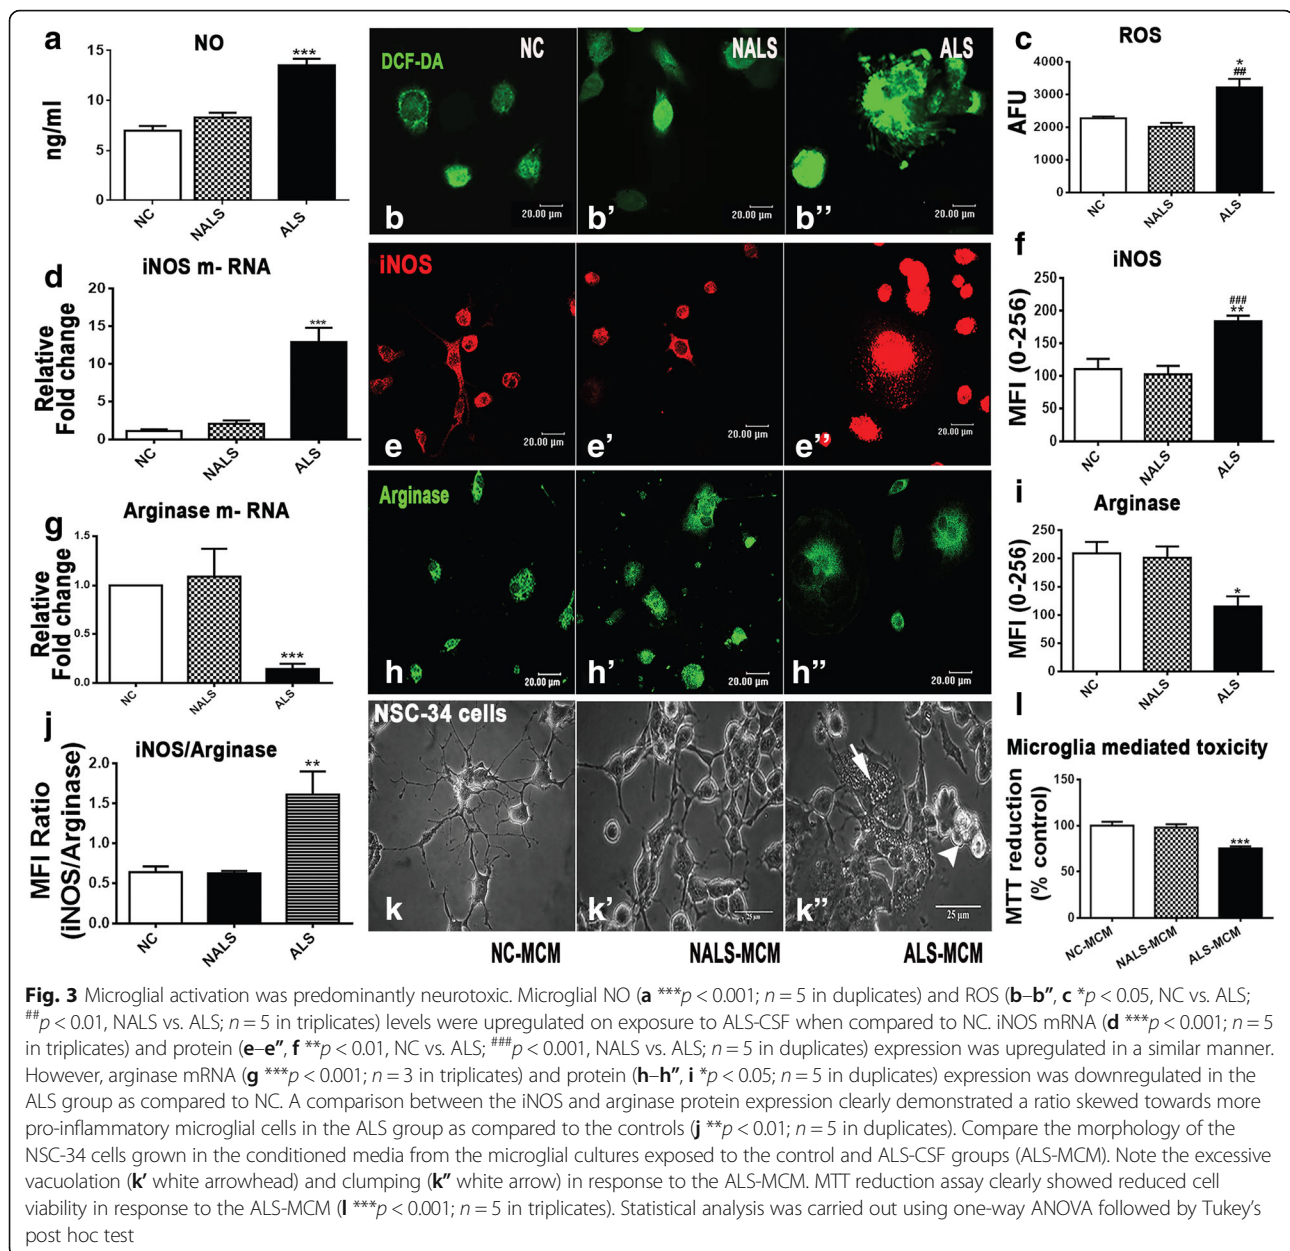 a
NO
ng/ml
15
10
5
0
NC
NALS
ALS
***
DCF-DA
NC
NALS
ALS
b
b'
b''
20.00 µm
20.00 µm
20.00 µm
c
ROS
AFU
4000
3000
2000
1000
0
*
##
NC
NALS
ALS
d
iNOS m- RNA
Relative
Fold change
20
15
10
5
0
***
NC
NALS
ALS
iNOS
e
e'
e''
20.00 µm
20.00 µm
20.00 µm
f
iNOS
MFI (0-256)
250
200
150
100
50
0
###
**
NC
NALS
ALS
g
Arginase m- RNA
Relative
Fold change
1.5
1.0
0.5
0.0
***
NC
NALS
ALS
Arginase
h
h'
h''
20.00 µm
20.00 µm
20.00 µm
i
Arginase
MFI (0-256)
250
200
150
100
50
0
*
NC
NALS
ALS
j
iNOS/Arginase
MFI Ratio
(iNOS/Arginase)
2.0
1.5
1.0
0.5
0.0
**
NC
NALS
ALS
NSC-34 cells
k
k'
k''
25 µm
25 µm
NC-MCM
NALS-MCM
ALS-MCM
l
Microglia mediated toxicity
MTT reduction
(% control)
150
100
50
0
***
NC-MCM
NALS-MCM
ALS-MCM
Fig. 3 Microglial activation was predominantly neurotoxic. Microglial NO (a ***p < 0.001; n = 5 in duplicates) and ROS (b–b″, c *p < 0.05, NC vs. ALS;
##p < 0.01, NALS vs. ALS; n = 5 in triplicates) levels were upregulated on exposure to ALS-CSF when compared to NC. iNOS mRNA (d ***p < 0.001; n = 5
in triplicates) and protein (e–e″, f **p < 0.01, NC vs. ALS; ###p < 0.001, NALS vs. ALS; n = 5 in duplicates) expression was upregulated in a similar manner.
However, arginase mRNA (g ***p < 0.001; n = 3 in triplicates) and protein (h–h″, i *p < 0.05; n = 5 in duplicates) expression was downregulated in the
ALS group as compared to NC. A comparison between the iNOS and arginase protein expression clearly demonstrated a ratio skewed towards more
pro-inflammatory microglial cells in the ALS group as compared to the controls (j **p < 0.01; n = 5 in duplicates). Compare the morphology of the
NSC-34 cells grown in the conditioned media from the microglial cultures exposed to the control and ALS-CSF groups (ALS-MCM). Note the excessive
vacuolation (k′ white arrowhead) and clumping (k″ white arrow) in response to the ALS-MCM. MTT reduction assay clearly showed reduced cell
viability in response to the ALS-MCM (l ***p < 0.001; n = 5 in triplicates). Statistical analysis was carried out using one-way ANOVA followed by Tukey's
post hoc test